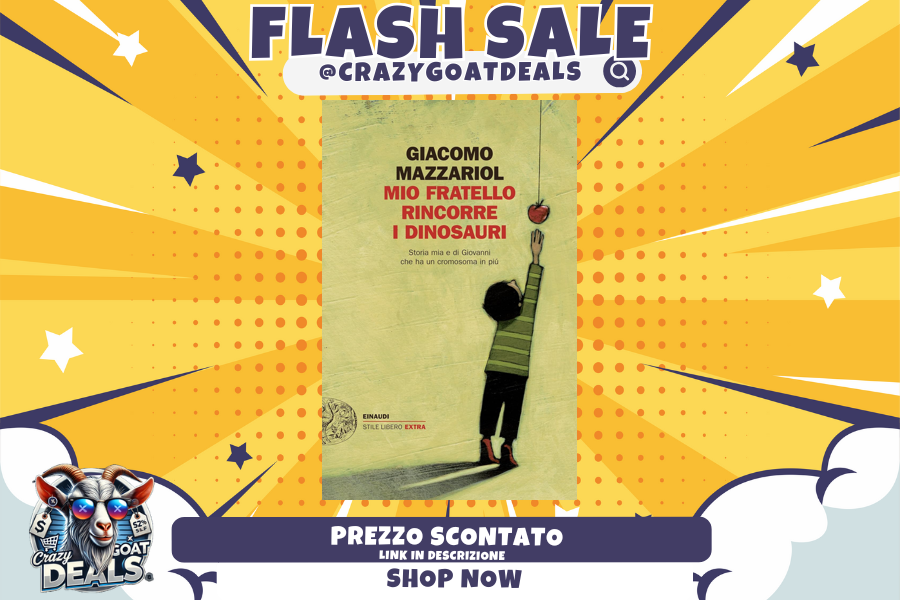 FLASH SALE
@CRAZYGOATDEALS
GIACOMO
MAZZARIOL
MIO FRATELLO
RINCORRE
I DINOSAURI
Storia mia e di Giovanni
che ha un cromosoma in più
EINAUDI
STILE LIBERO EXTRA
$
52%
Crazy
GOAT
DEALS
PREZZO SCONTATO
LINK IN DESCRIZIONE
SHOP NOW